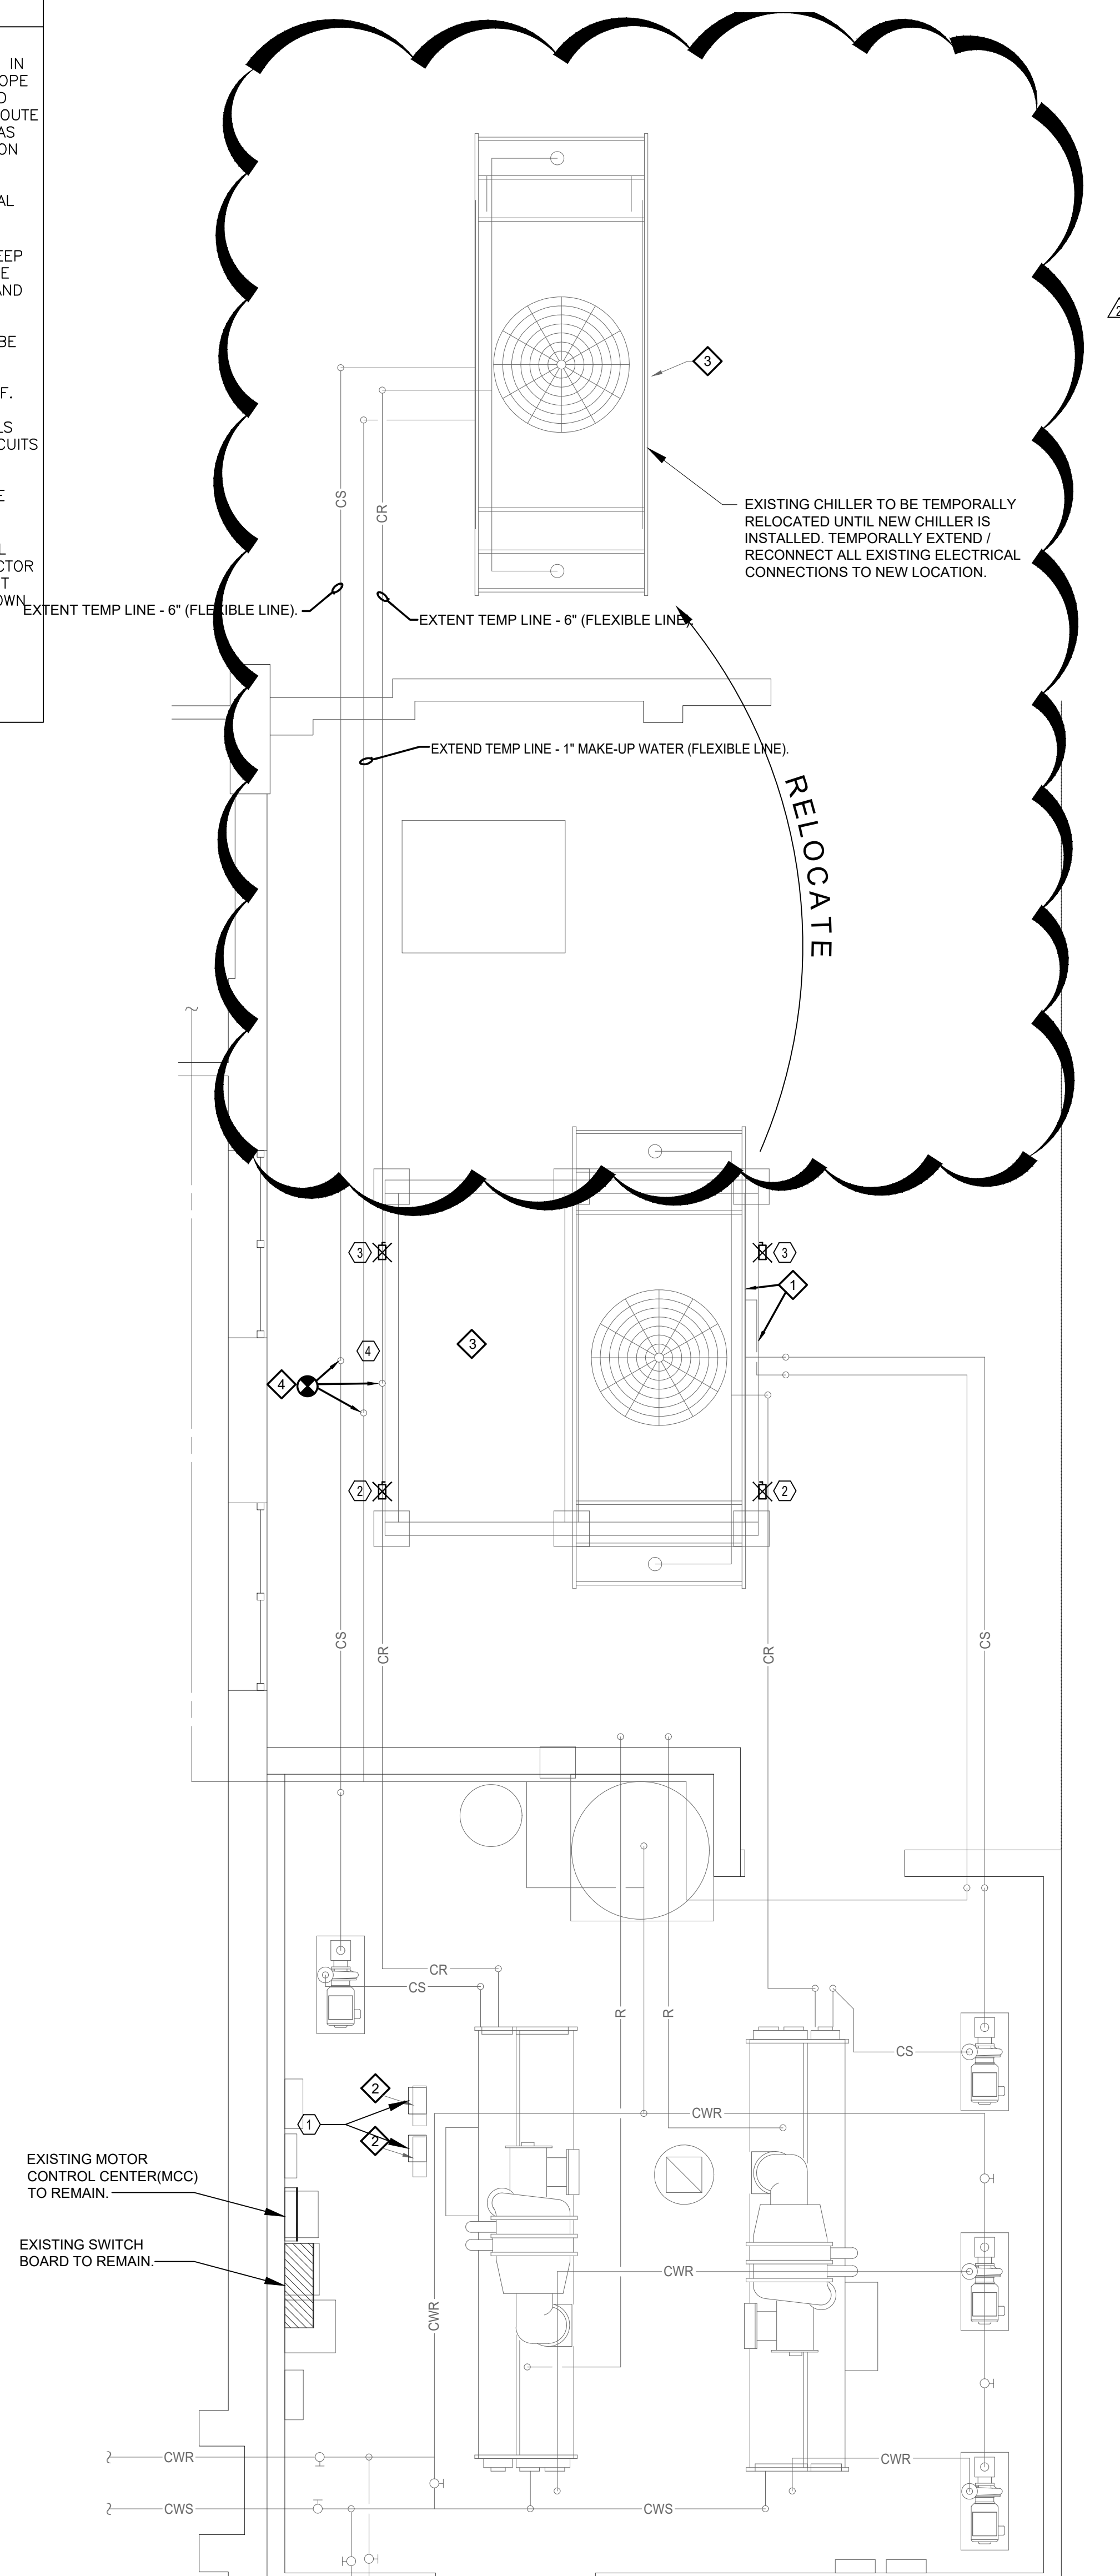 IN
OPE
D
OUTE
AS
ON
AL
EEP
E
AND
BE
F.
LS
CUITS
E
L
CTOR
T
OWN
2
3
CS
CR
EXISTING CHILLER TO BE TEMPORALLY
RELOCATED UNTIL NEW CHILLER IS
INSTALLED. TEMPORALLY EXTEND /
RECONNECT ALL EXISTING ELECTRICAL
CONNECTIONS TO NEW LOCATION.
EXTENT TEMP LINE - 6" (FLEXIBLE LINE).
EXTENT TEMP LINE - 6" (FLEXIBLE LINE).
EXTEND TEMP LINE - 1" MAKE-UP WATER (FLEXIBLE LINE).
RELOCATE
3
3
1
3
4
4
2
2
CS
CR
CR
CS
CR
CS
R
R
CS
2
1
2
CWR
EXISTING MOTOR
CONTROL CENTER(MCC)
TO REMAIN.
EXISTING SWITCH
BOARD TO REMAIN.
CWR
CWR
CWR
CWR
CWS
CWS